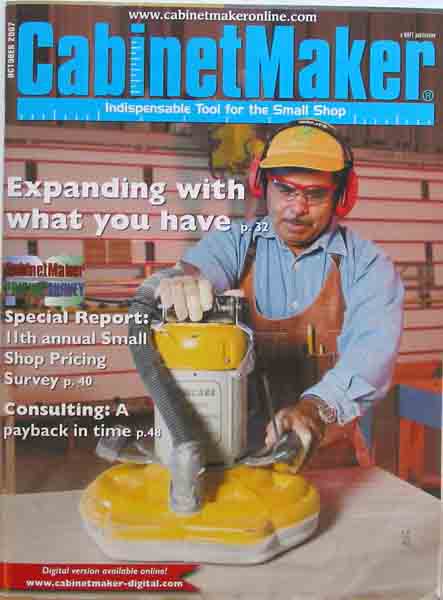 www.cabinetmakeronline.com
OCTOBER 2007
CabinetMaker®
Indispensable Tool for the Small Shop
Expanding with
what you have p. 32
CabinetMaker
Special Report:
11th annual Small
Shop Pricing
Survey p. 40
Consulting: A
payback in time p.48
Digital version available online!
www.cabinetmaker-digital.com